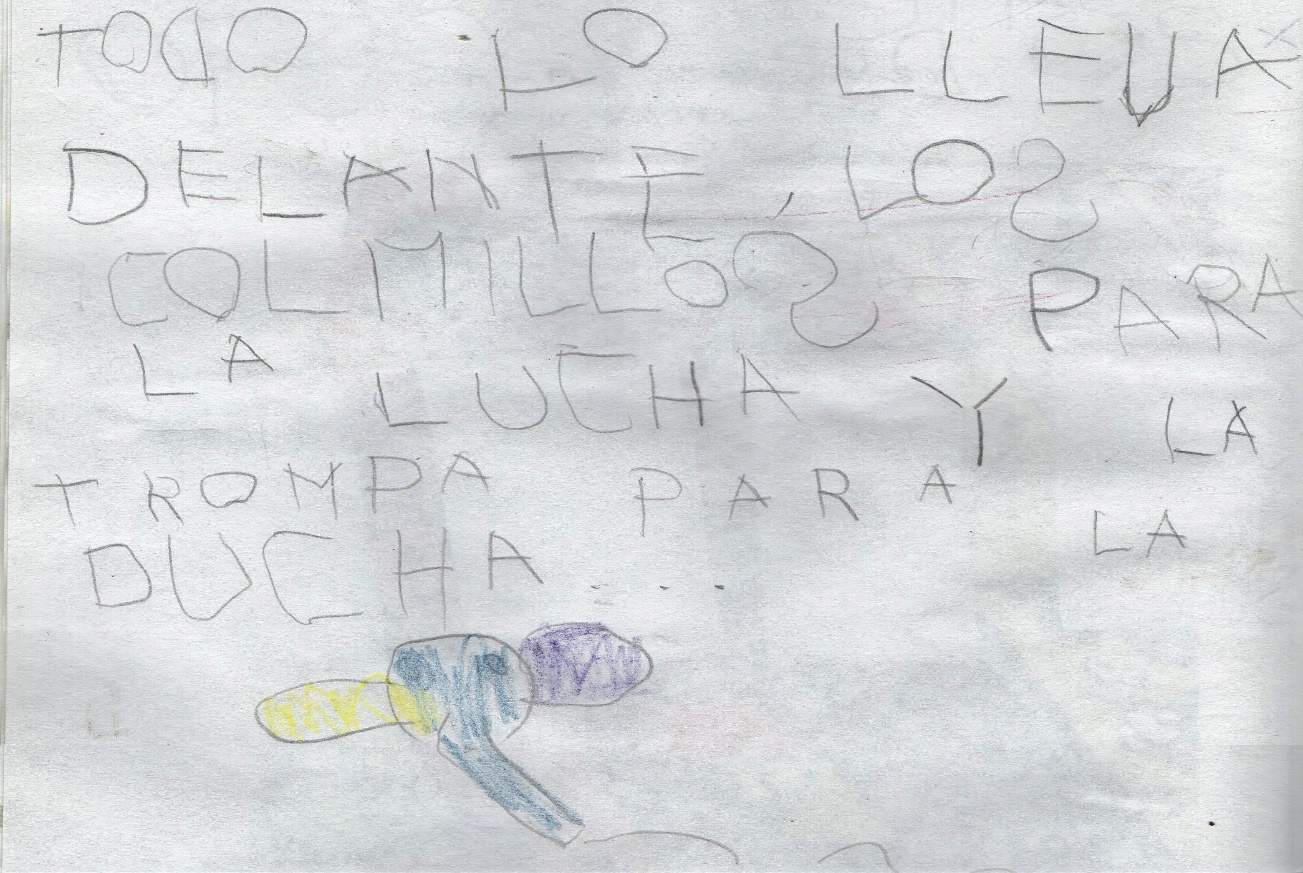 TODO LO LLEVA
DELANTE, LOS
COLMILLOS PARA
LA LUCHA Y LA
TROMPA PARA LA
DUCHA....